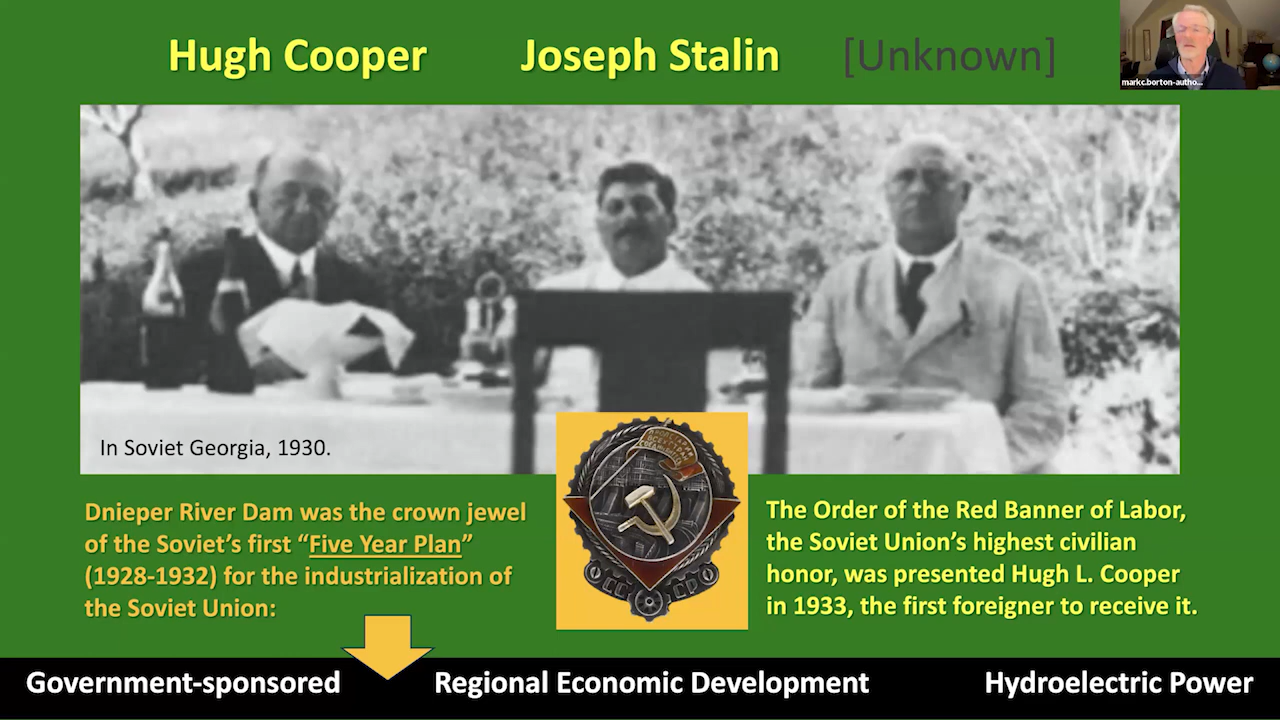 Hugh Cooper Joseph Stalin [Unknown]
markc.borton-autho...
In Soviet Georgia, 1930.
Dnieper River Dam was the crown jewel
of the Soviet’s first “Five Year Plan”
(1928-1932) for the industrialization of
the Soviet Union:
СС СР
The Order of the Red Banner of Labor,
the Soviet Union’s highest civilian
honor, was presented Hugh L. Cooper
in 1933, the first foreigner to receive it.
Government-sponsored Regional Economic Development Hydroelectric Power